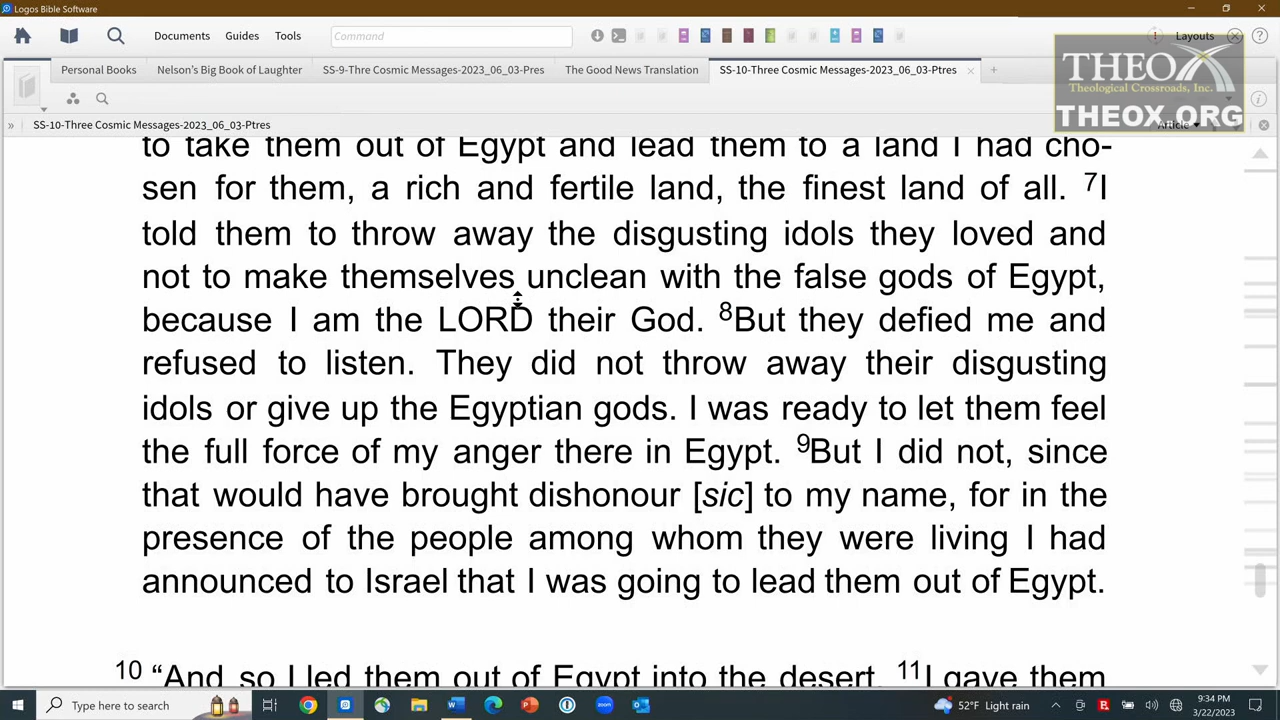 Logos Bible Software
Documents Guides Tools Command Layouts
Personal Books Nelson's Big Book of Laughter SS-9-Thre Cosmic Messages-2023_06_03-Pres The Good News Translation SS-10-Three Cosmic Messages-2023_06_03-Ptres
THEOX
Theological Crossroads, Inc.
THEOX.ORG
SS-10-Three Cosmic Messages-2023_06_03-Ptres Article
to take them out of Egypt and lead them to a land I had cho-
sen for them, a rich and fertile land, the finest land of all. 7I
told them to throw away the disgusting idols they loved and
not to make themselves unclean with the false gods of Egypt,
because I am the LORD their God. 8But they defied me and
refused to listen. They did not throw away their disgusting
idols or give up the Egyptian gods. I was ready to let them feel
the full force of my anger there in Egypt. 9But I did not, since
that would have brought dishonour [sic] to my name, for in the
presence of the people among whom they were living I had
announced to Israel that I was going to lead them out of Egypt.
10 “And so I led them out of Egypt into the desert. 11I gave them
Type here to search 52°F Light rain 9:34 PM
3/22/2023